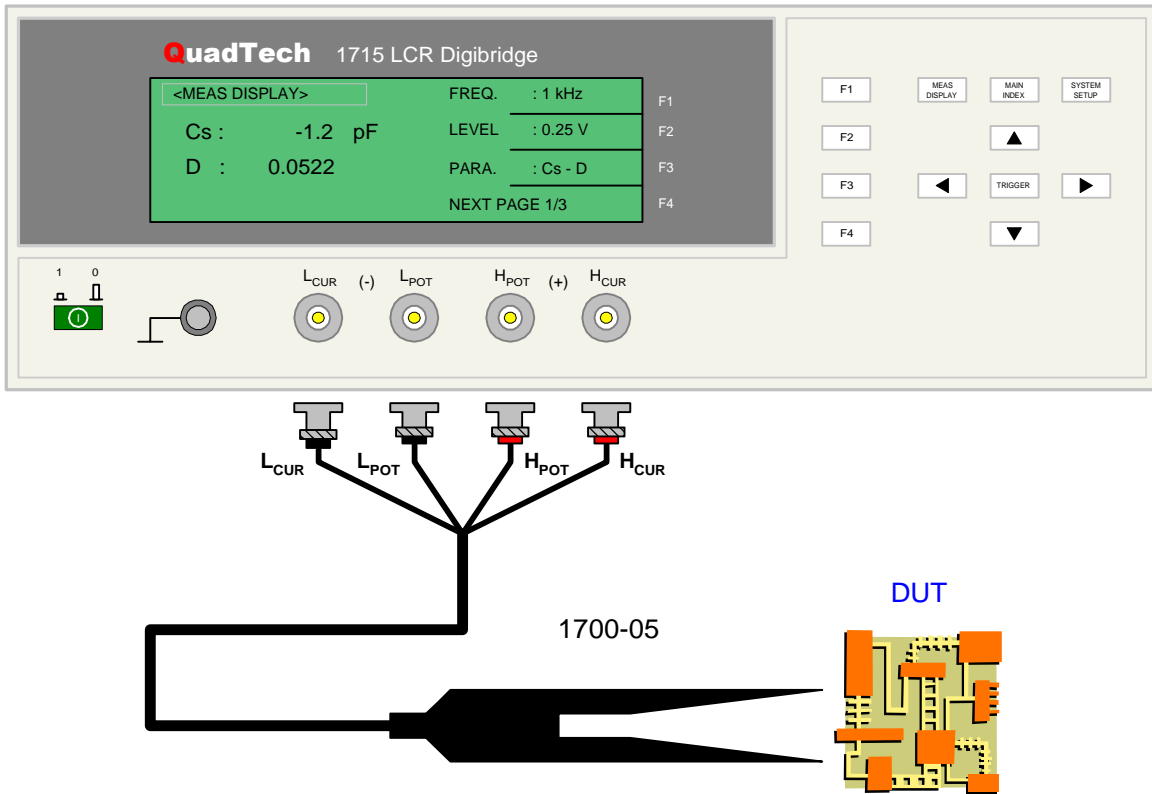 QuadTech 1715 LCR Digibridge
<MEAS DISPLAY>
Cs : -1.2 pF
D : 0.0522
FREQ. : 1 kHz
LEVEL : 0.25 V
PARA. : Cs - D
NEXT PAGE 1/3
F1
F2
F3
F4
F1
F2
F3
F4
MEAS DISPLAY
MAIN INDEX
SYSTEM SETUP
TRIGGER
1 0
LCUR (-) LPOT HPOT (+) HCUR
LCUR LPOT HPOT HCUR
1700-05
DUT